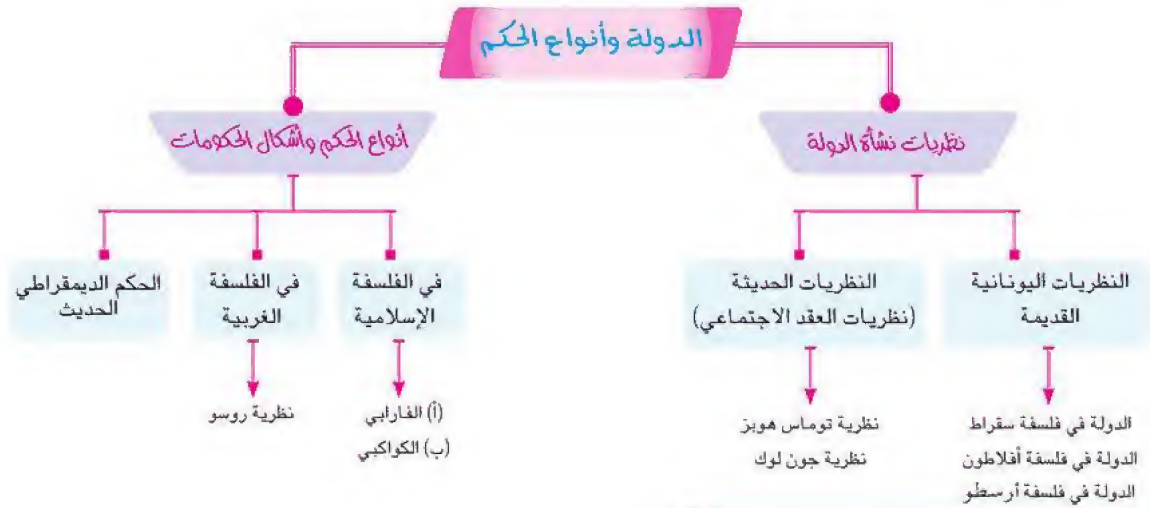 الدولة وأنواع الحكم
نظريات نشأة الدولة
النظريات اليونانية
القديمة
الدولة في فلسفة سقراط
الدولة في فلسفة أفلاطون
الدولة في فلسفة أرسطو
النظريات الحديثة
(نظريات العقد الاجتماعي)
نظرية توماس هوبز
نظرية جون لوك
أنواع الحكم وأشكال الحكومات
في الفلسفة
الإسلامية
(أ) الفارابي
(ب) الكواكبي
في الفلسفة
الغربية
نظرية روسو
الحكم الديمقراطي
الحديث